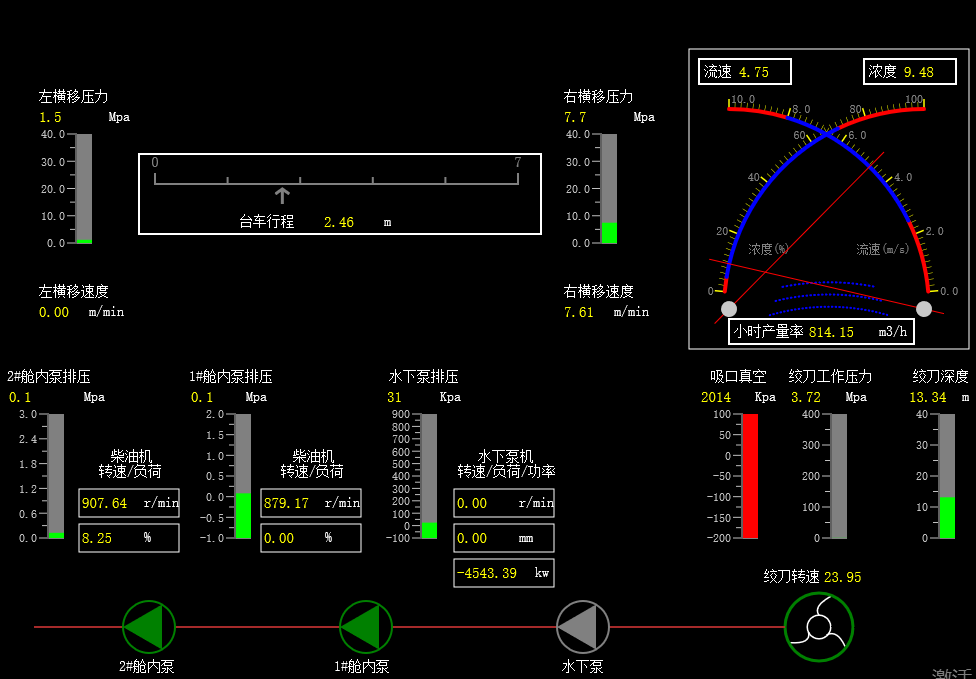 流速 4.75
浓度 9.48
10.0 8.0 80 100
60 6.0
40 4.0
20 2.0
浓度(%) 流速(m/s)
0 0.0
小时产量率 814.15 m3/h
左横移压力
1.5 Mpa
40.0
30.0
20.0
10.0
0.0
0 7
台车行程 2.46 m
右横移压力
7.7 Mpa
40.0
30.0
20.0
10.0
0.0
左横移速度
0.00 m/min
右横移速度
7.61 m/min
2#舱内泵排压
0.1 Mpa
3.0
2.4
1.8
1.2
0.6
0.0
柴油机
转速/负荷
907.64 r/min
8.25 %
1#舱内泵排压
0.1 Mpa
2.0
1.5
1.0
0.5
0.0
-0.5
-1.0
柴油机
转速/负荷
879.17 r/min
0.00 %
水下泵排压
31 Kpa
900
800
700
600
500
400
300
200
100
0
-100
水下泵机
转速/负荷/功率
0.00 r/min
0.00 mm
-4543.39 kw
吸口真空
2014 Kpa
100
50
0
-50
-100
-150
-200
绞刀工作压力
3.72 Mpa
400
300
200
100
0
绞刀深度
13.34 m
40
30
20
10
0
绞刀转速 23.95
2#舱内泵
1#舱内泵
水下泵
激活